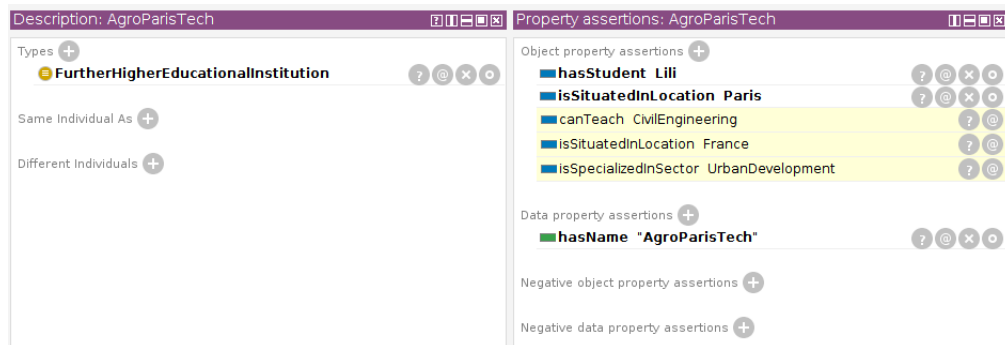 Description: AgroParisTech
Types
FurtherHigherEducationalInstitution
Same Individual As
Different Individuals
Property assertions: AgroParisTech
Object property assertions
hasStudent Lili
isSituatedInLocation Paris
canTeach CivilEngineering
isSituatedInLocation France
isSpecializedInSector UrbanDevelopment
Data property assertions
hasName "AgroParisTech"
Negative object property assertions
Negative data property assertions